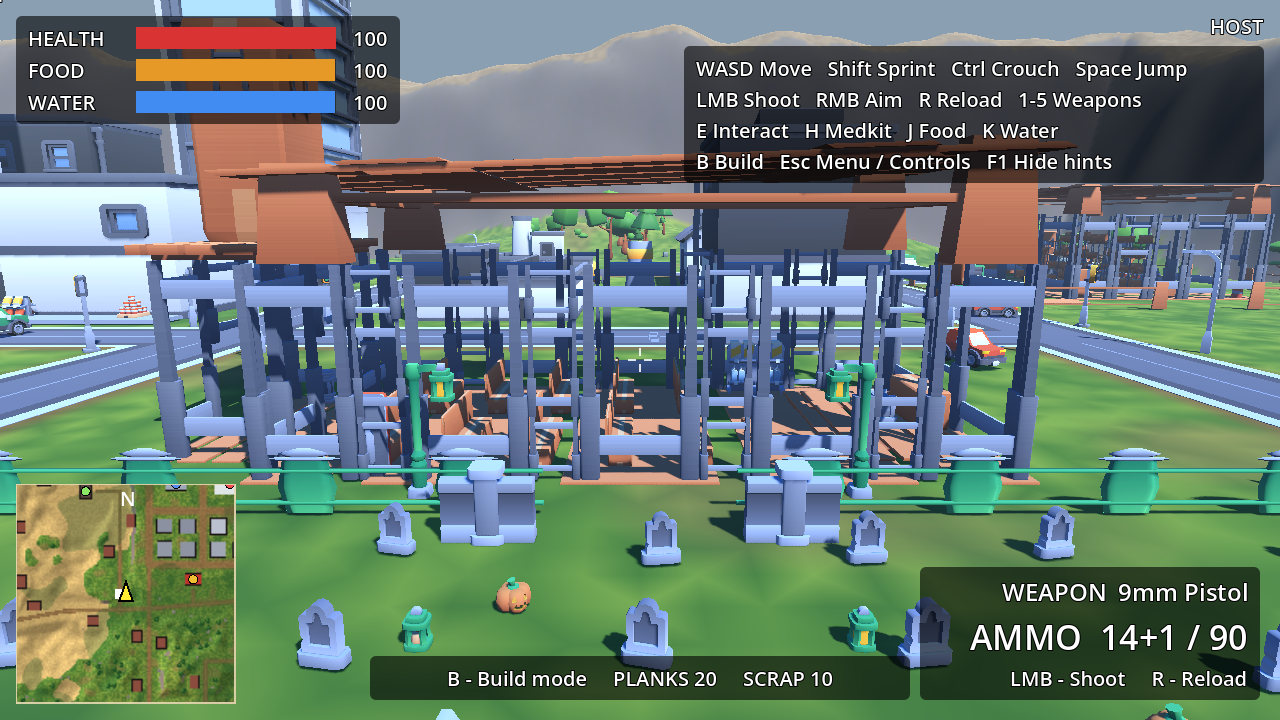 HEALTH 100
FOOD 100
WATER 100
HOST
WASD Move Shift Sprint Ctrl Crouch Space Jump
LMB Shoot RMB Aim R Reload 1-5 Weapons
E Interact H Medkit J Food K Water
B Build Esc Menu / Controls F1 Hide hints
N
WEAPON 9mm Pistol
AMMO 14+1 / 90
LMB - Shoot R - Reload
B - Build mode PLANKS 20 SCRAP 10